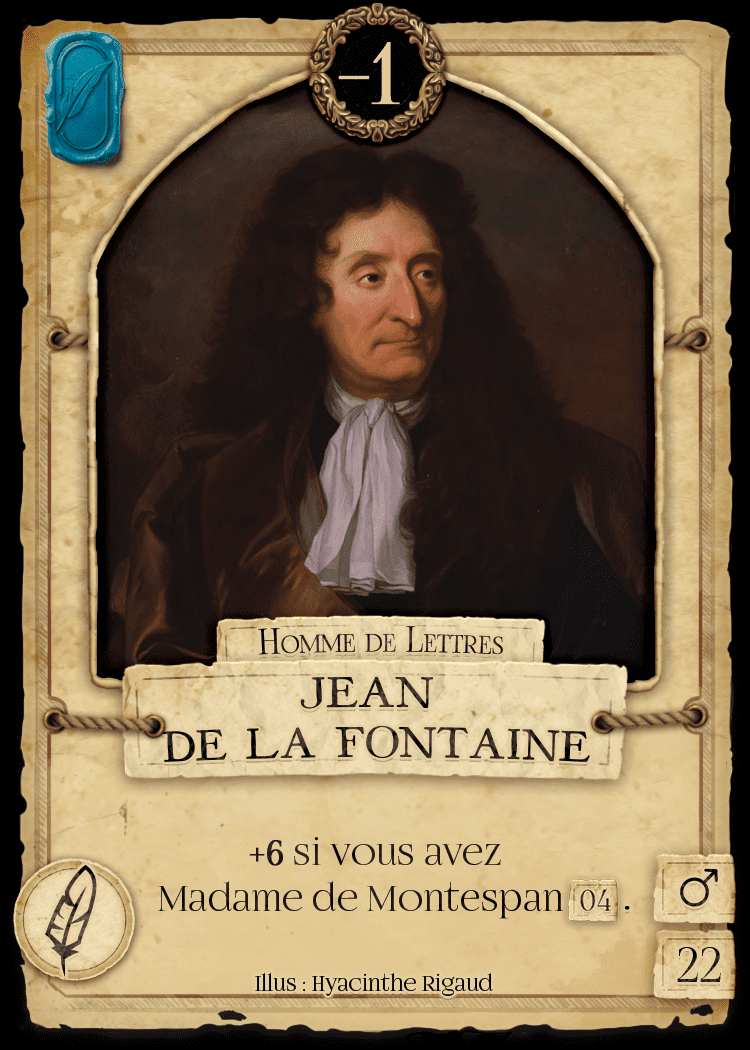 –1
HOMME DE LETTRES
JEAN
DE LA FONTAINE
+6 si vous avez
Madame de Montespan 04 .
♂
22
Illus : Hyacinthe Rigaud